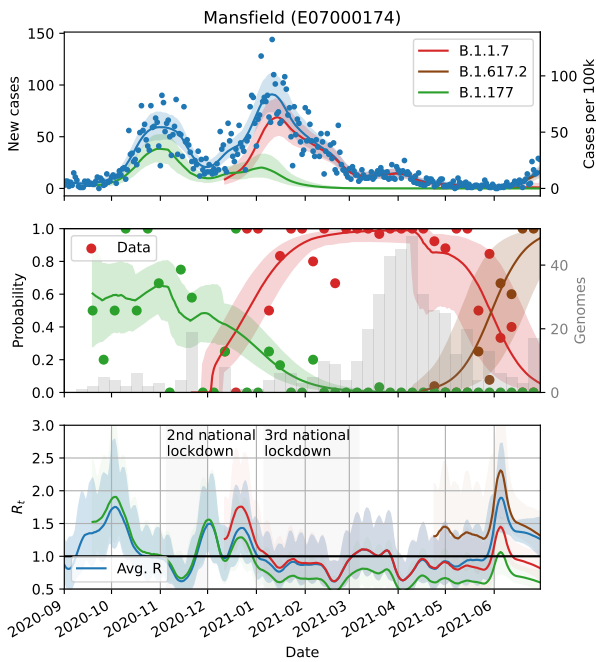 Mansfield (E07000174)
150
100
50
0
New cases
100
50
0
Cases per 100k
B.1.1.7
B.1.617.2
B.1.177
1.0
0.8
0.6
0.4
0.2
0.0
Probability
Data
40
20
0
Genomes
3.0
2.5
2.0
1.5
1.0
0.5
Rt
2nd national
lockdown
3rd national
lockdown
Avg. R
2020-09
2020-10
2020-11
2020-12
2021-01
2021-02
2021-03
2021-04
2021-05
2021-06
Date